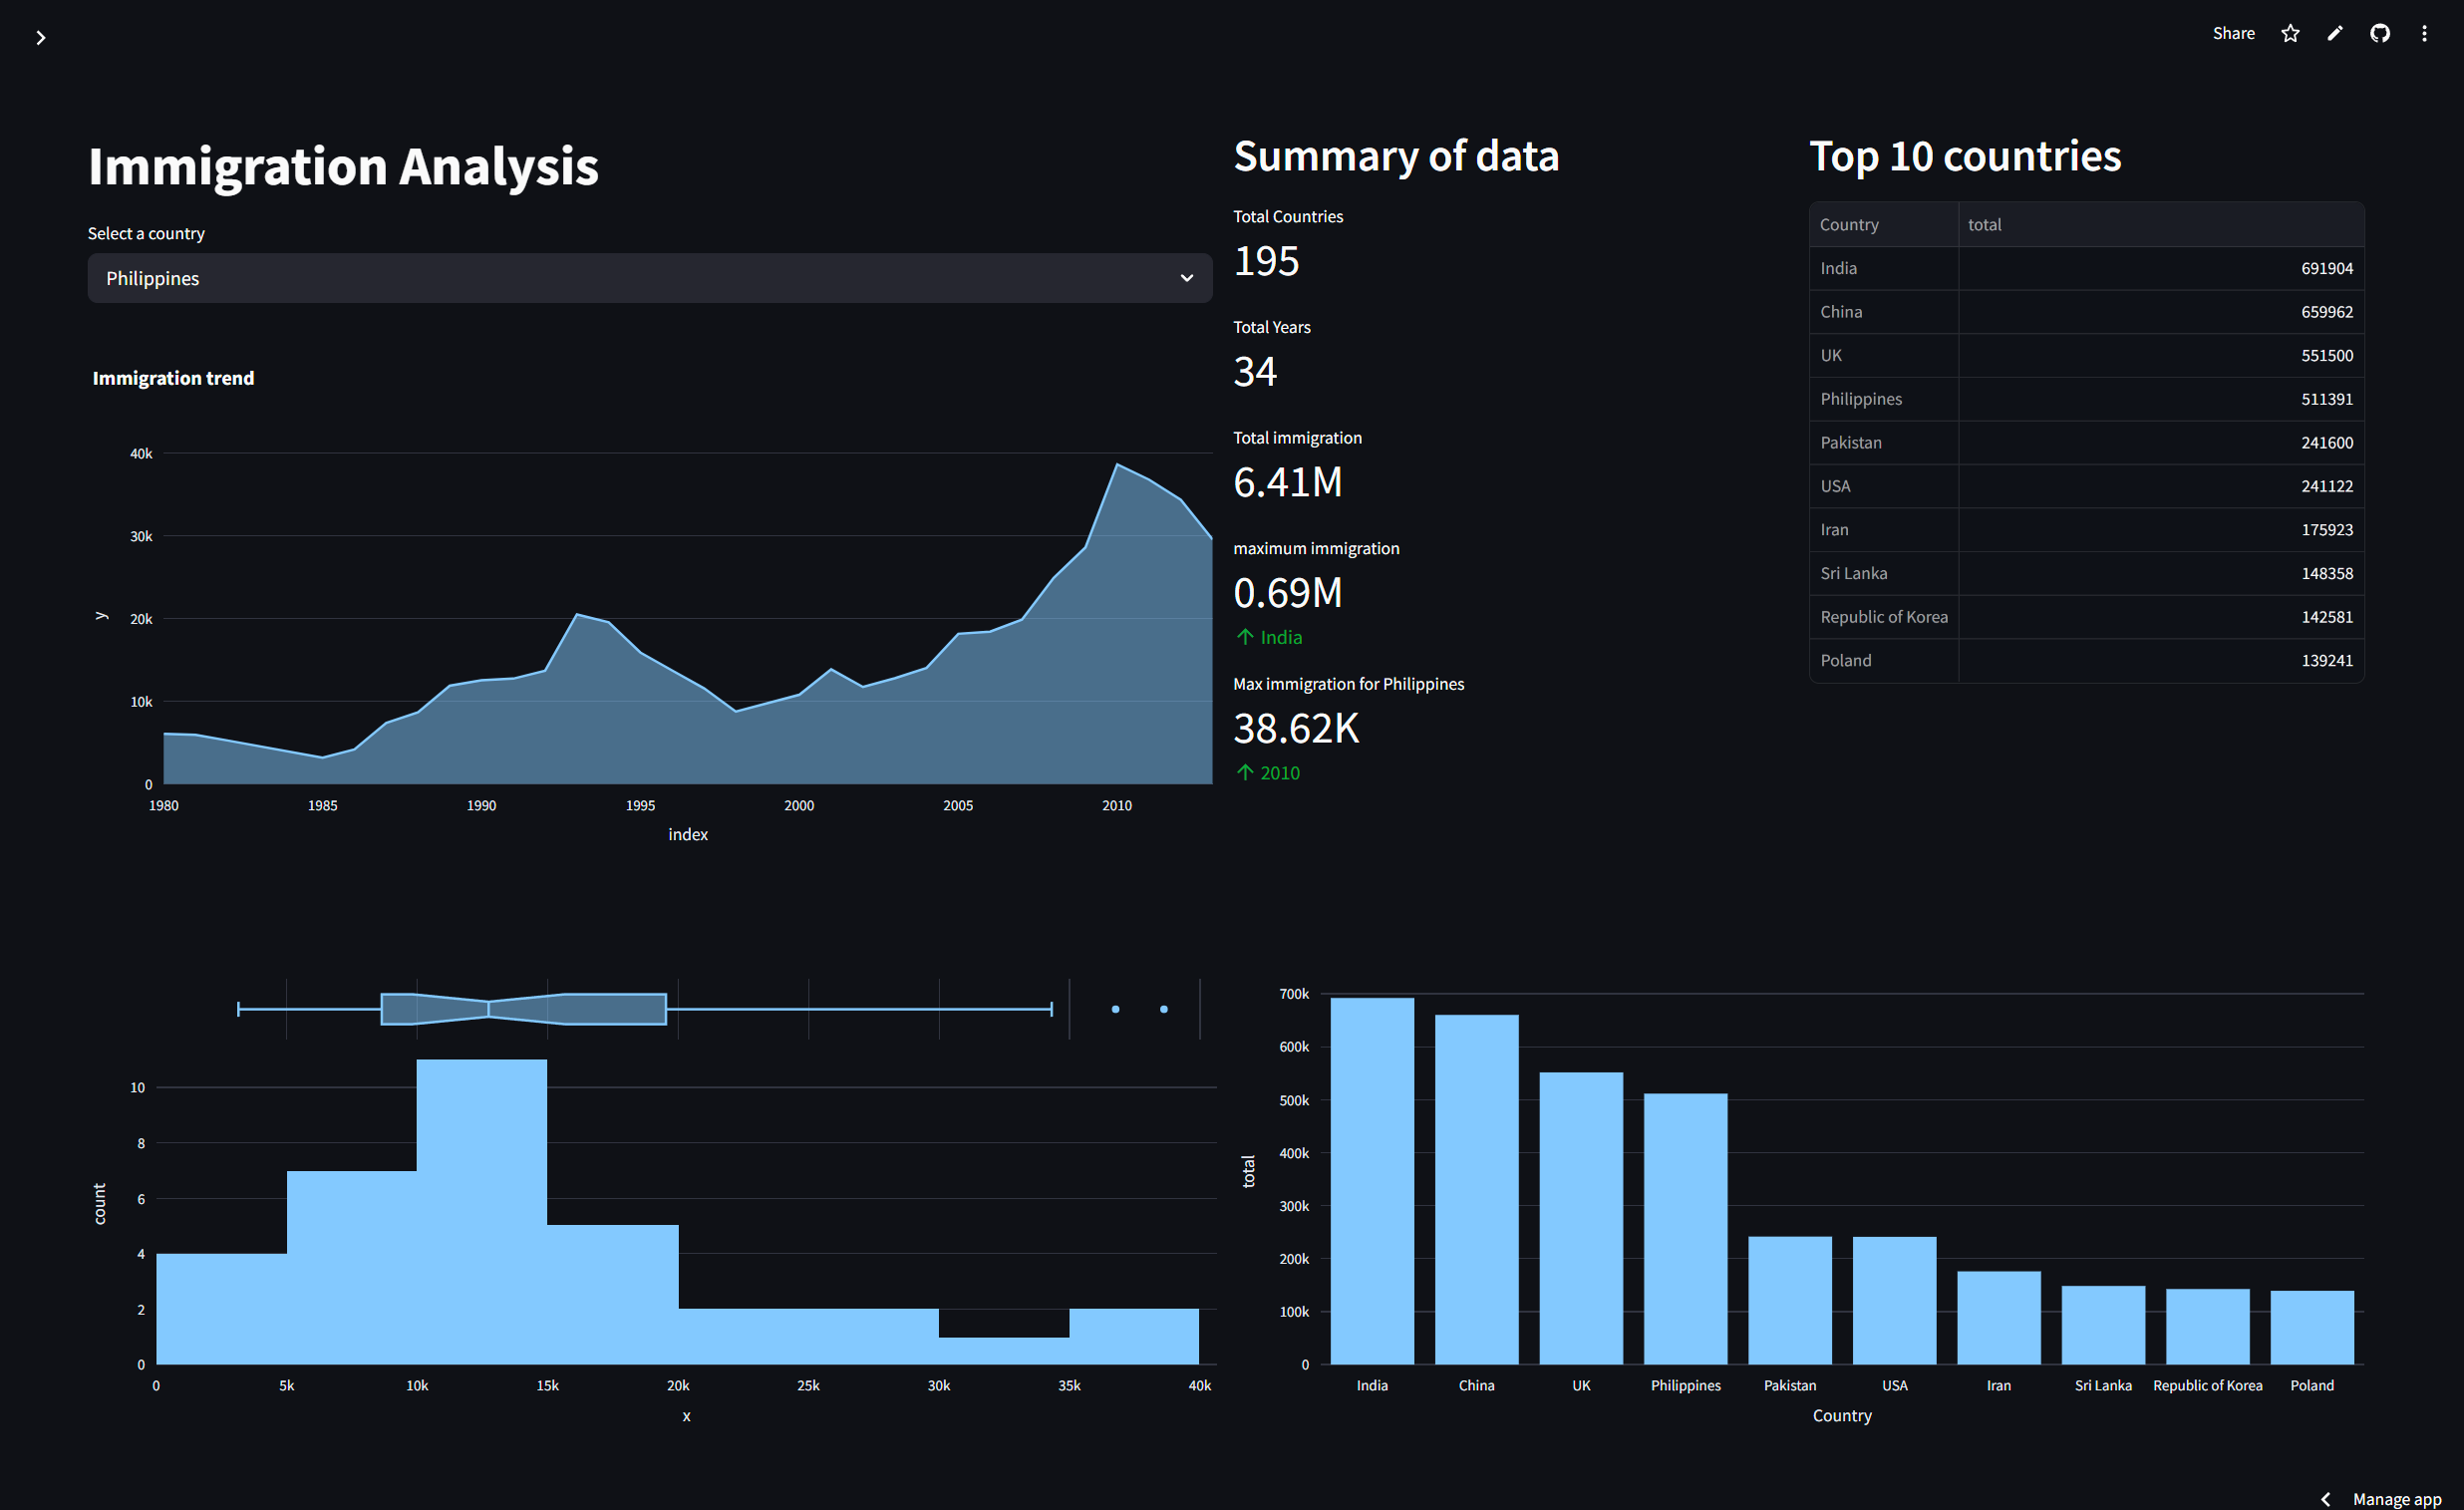 Share
Immigration Analysis
Select a country
Philippines
Immigration trend
40k
30k
20k
10k
0
y
1980 1985 1990 1995 2000 2005 2010
index
Summary of data
Total Countries
195
Total Years
34
Total immigration
6.41M
maximum immigration
0.69M
↑ India
Max immigration for Philippines
38.62K
↑ 2010
Top 10 countries
Country total
India 691904
China 659962
UK 551500
Philippines 511391
Pakistan 241600
USA 241122
Iran 175923
Sri Lanka 148358
Republic of Korea 142581
Poland 139241
10
8
6
4
2
0
count
0 5k 10k 15k 20k 25k 30k 35k 40k
x
700k
600k
500k
400k
300k
200k
100k
0
total
India China UK Philippines Pakistan USA Iran Sri Lanka Republic of Korea Poland
Country
Manage app